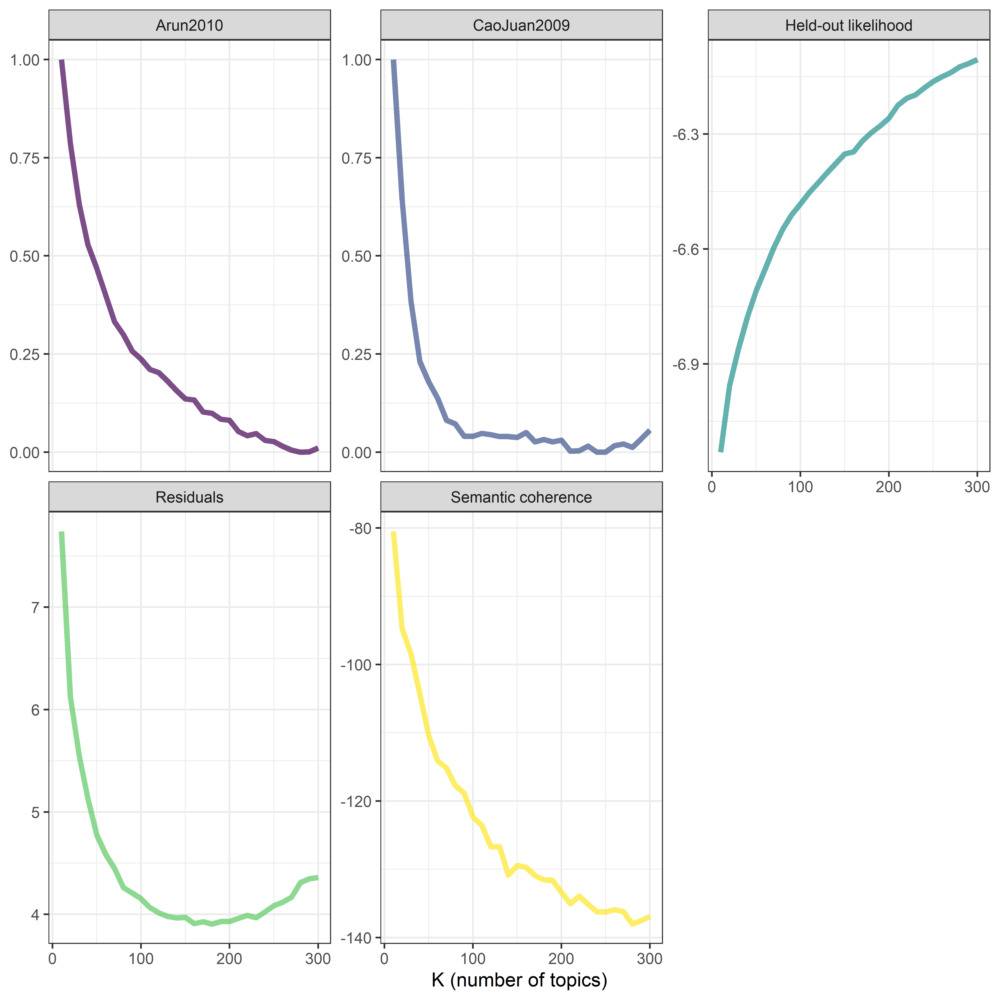 Arun2010
CaoJuan2009
Held-out likelihood
1.00
0.75
0.50
0.25
0.00
1.00
0.75
0.50
0.25
0.00
-6.3
-6.6
-6.9
0 100 200 300
Residuals
Semantic coherence
7
6
5
4
-80
-100
-120
-140
0 100 200 300
0 100 200 300
K (number of topics)